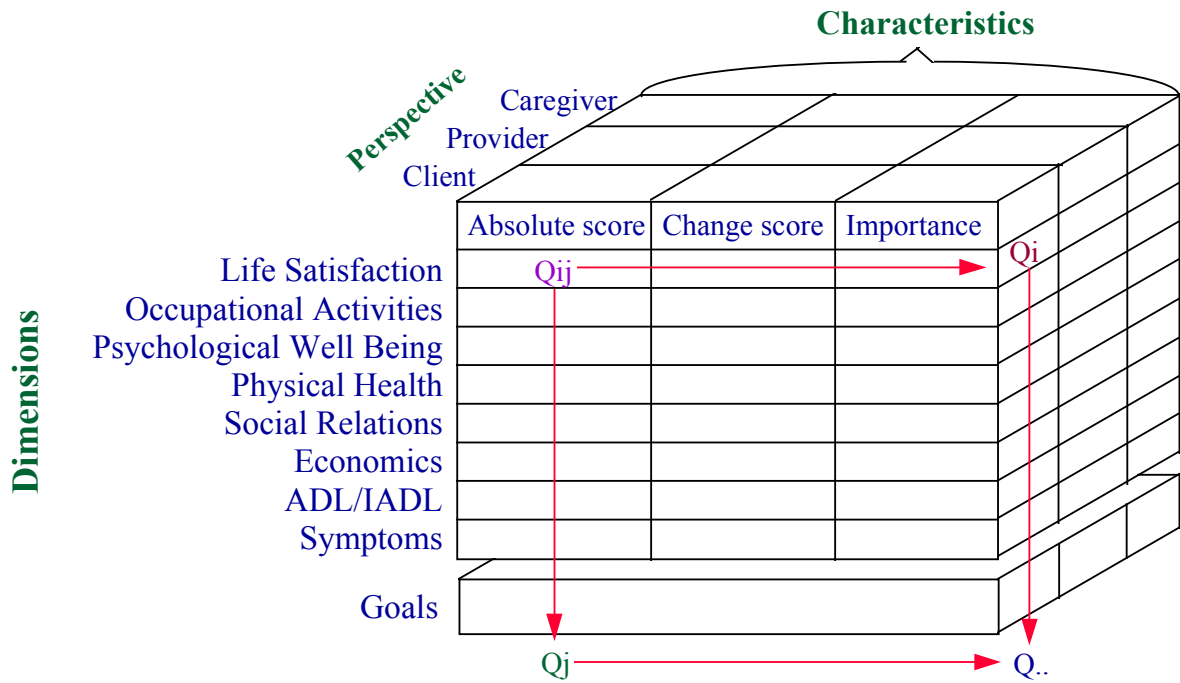 Characteristics
Perspective
Caregiver
Provider
Client
Absolute score Change score Importance
Dimensions
Life Satisfaction Qij Qi
Occupational Activities
Psychological Well Being
Physical Health
Social Relations
Economics
ADL/IADL
Symptoms
Goals
Qj Q..